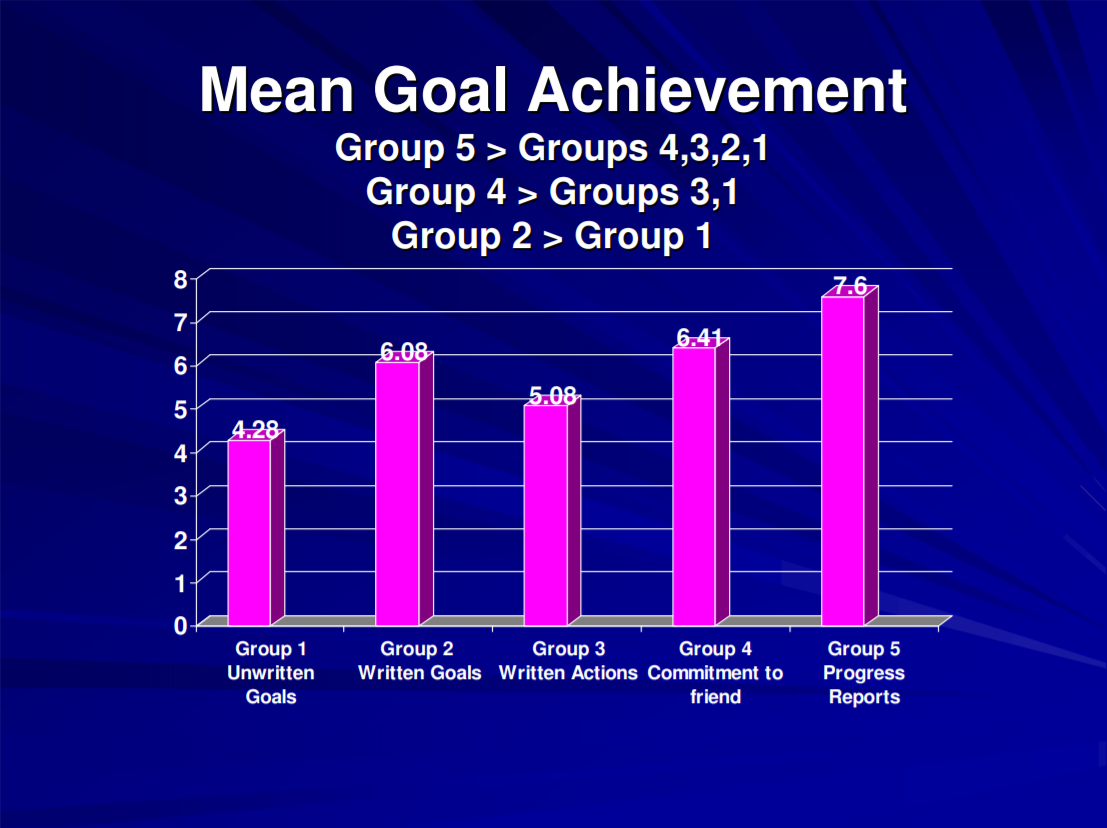 Mean Goal Achievement
Group 5 > Groups 4,3,2,1
Group 4 > Groups 3,1
Group 2 > Group 1
8
7
6
5
4
3
2
1
0
4.28
6.08
5.08
6.41
7.6
Group 1
Unwritten
Goals
Group 2
Written Goals
Group 3
Written Actions
Group 4
Commitment to
friend
Group 5
Progress
Reports